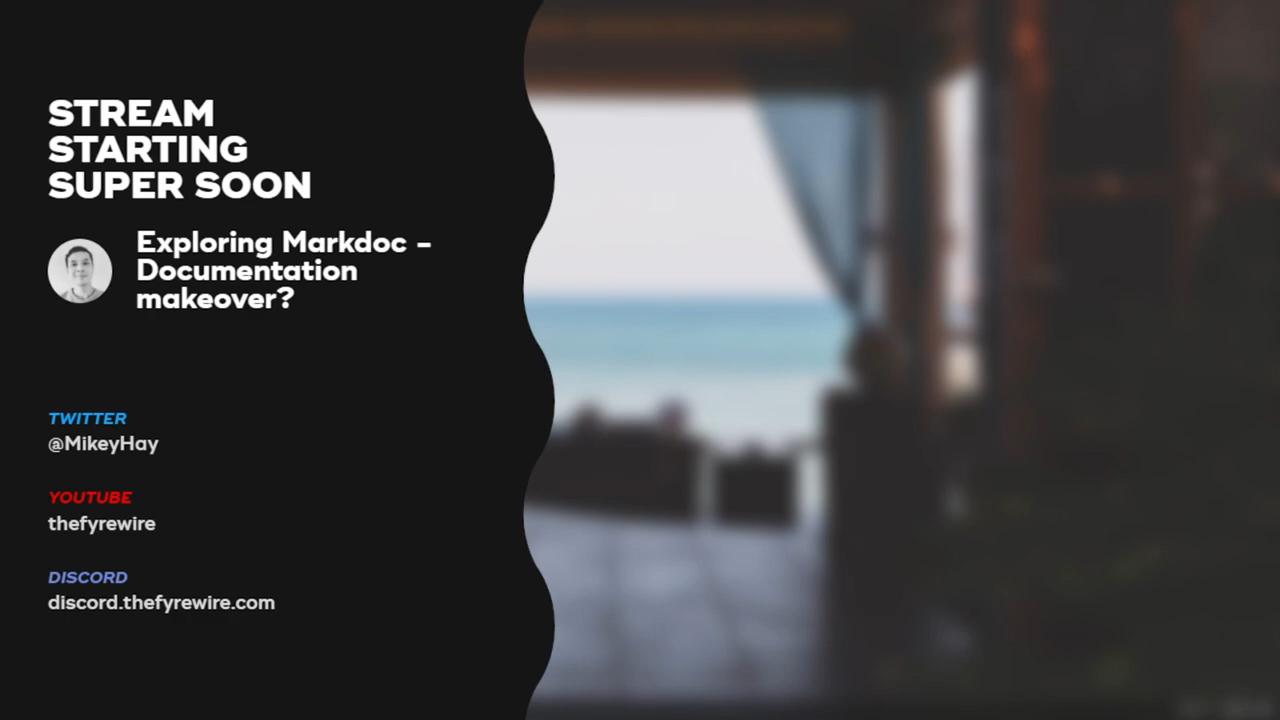 STREAM
STARTING
SUPER SOON
Exploring Markdoc –
Documentation
makeover?
TWITTER
@MikeyHay
YOUTUBE
thefyrewire
DISCORD
discord.thefyrewire.com